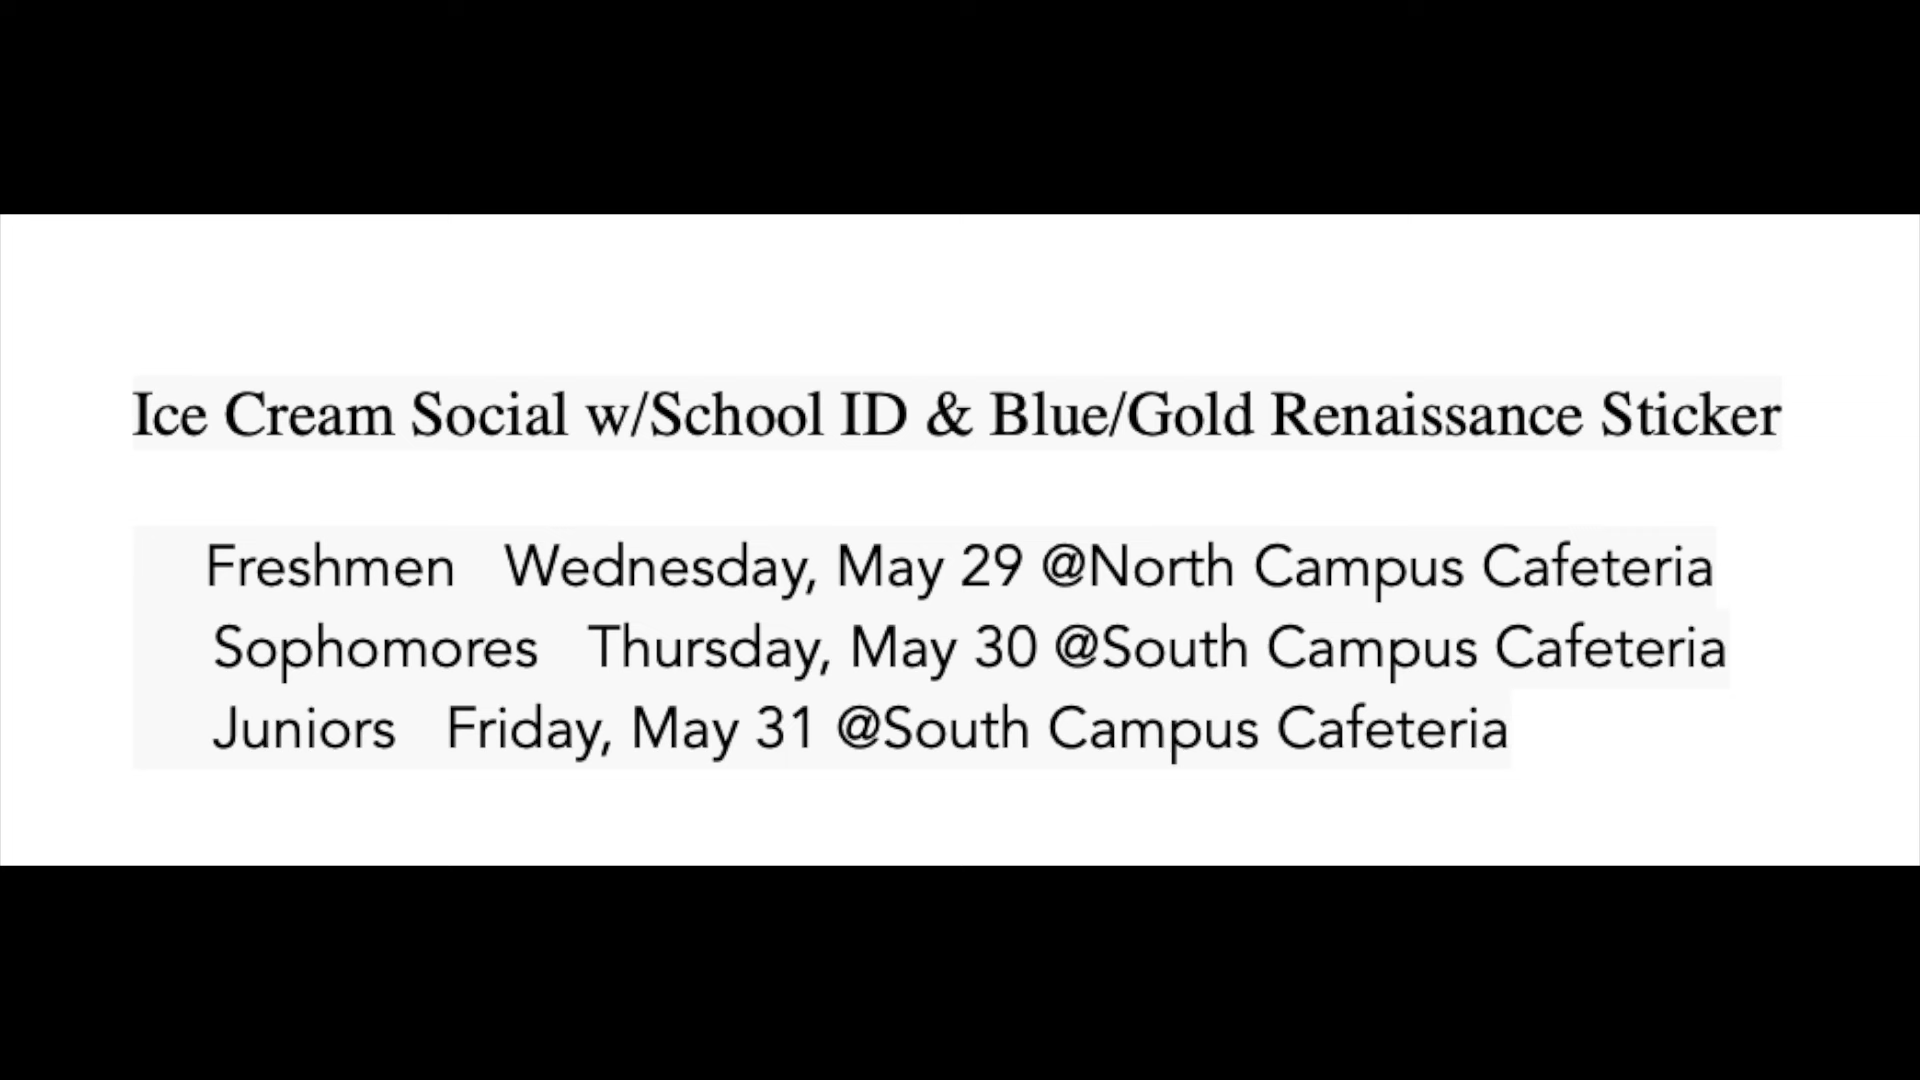 Ice Cream Social w/School ID & Blue/Gold Renaissance Sticker
Freshmen Wednesday, May 29 @North Campus Cafeteria
Sophomores Thursday, May 30 @South Campus Cafeteria
Juniors Friday, May 31 @South Campus Cafeteria